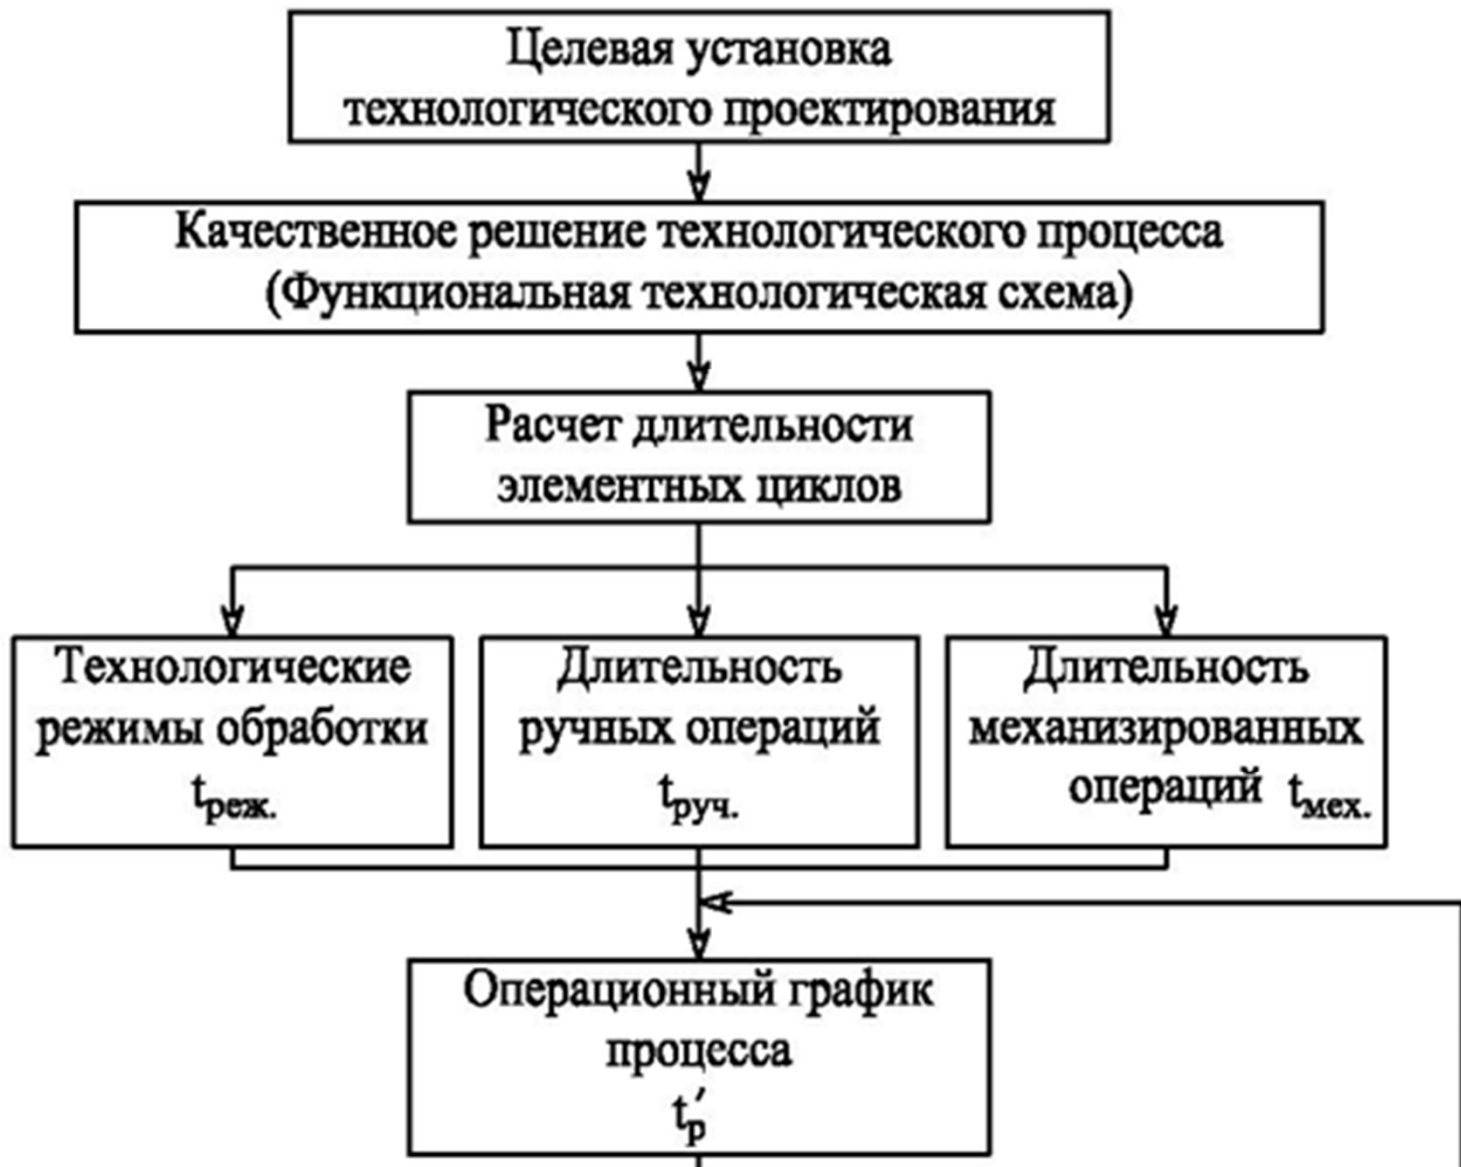 Целевая установка
технологического проектирования
Качественное решение технологического процесса
(Функциональная технологическая схема)
Расчет длительности
элементных циклов
Технологические
режимы обработки
tреж.
Длительность
ручных операций
tруч.
Длительность
механизированных
операций tмех.
Операционный график
процесса
tр′